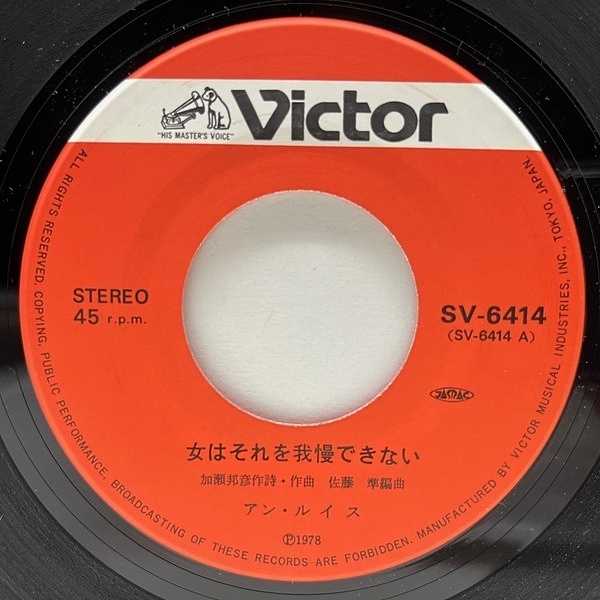 Victor
"HIS MASTER'S VOICE"
STEREO
45 r.p.m.
SV-6414
(SV-6414 A)
JASRAC
女はそれを我慢できない
加瀬邦彦作詩・作曲 佐藤 準編曲
アン・ルイス
Ⓟ1978
ALL RIGHTS RESERVED. COPYING, PUBLIC PERFORMANCE, BROADCASTING OF THESE RECORDS ARE FORBIDDEN. MANUFACTURED BY VICTOR MUSICAL INDUSTRIES, INC., TOKYO, JAPAN.